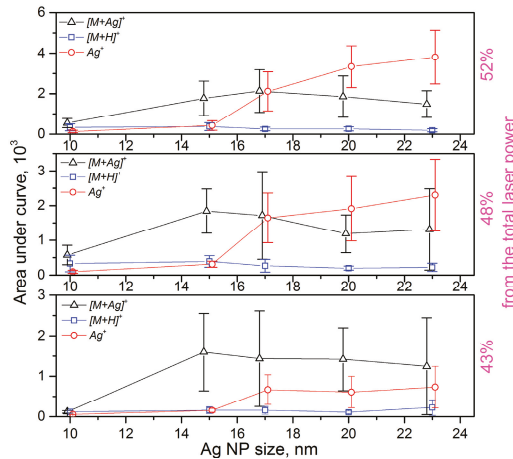 [M+Ag]⁺
[M+H]⁺
Ag⁺
6
4
2
0
10 12 14 16 18 20 22 24
52%
[M+Ag]⁺
[M+H]⁺
Ag⁺
3
2
1
0
10 12 14 16 18 20 22 24
48%
[M+Ag]⁺
[M+H]⁺
Ag⁺
3
2
1
0
10 12 14 16 18 20 22 24
43%
Area under curve, 10³
from the total laser power
Ag NP size, nm